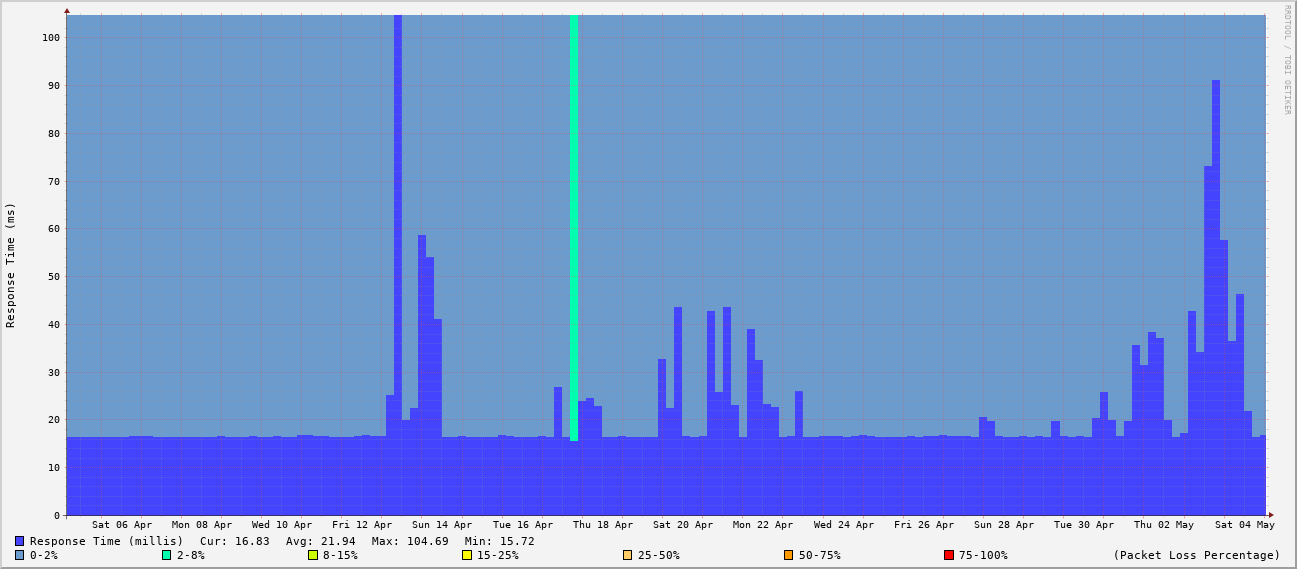 RRDTOOL / TOBI OETIKER
Response Time (ms)
100
90
80
70
60
50
40
30
20
10
0
Sat 06 Apr Mon 08 Apr Wed 10 Apr Fri 12 Apr Sun 14 Apr Tue 16 Apr Thu 18 Apr Sat 20 Apr Mon 22 Apr Wed 24 Apr Fri 26 Apr Sun 28 Apr Tue 30 Apr Thu 02 May Sat 04 May
Response Time (millis) Cur: 16.83 Avg: 21.94 Max: 104.69 Min: 15.72
0-2% 2-8% 8-15% 15-25% 25-50% 50-75% 75-100% (Packet Loss Percentage)